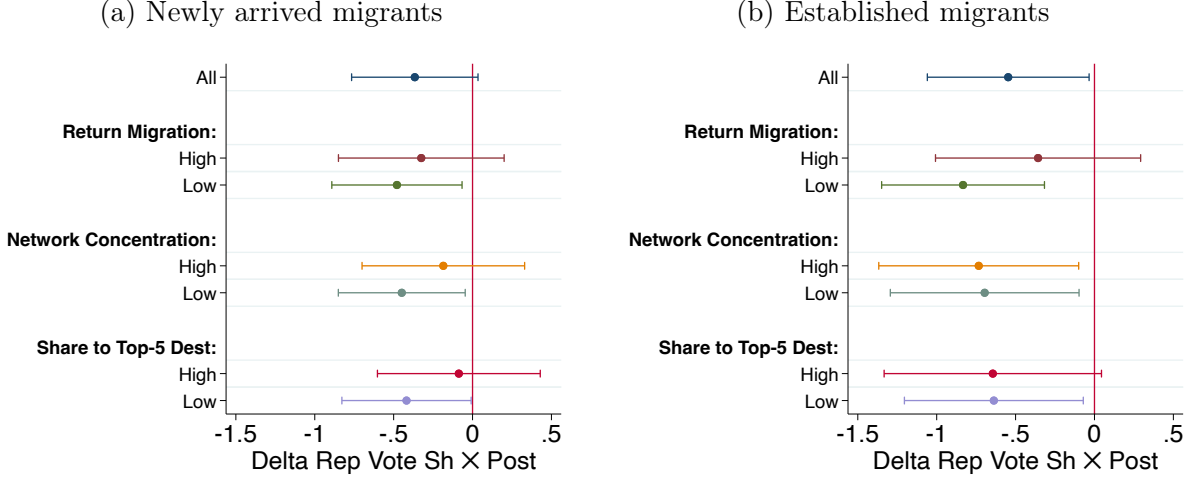 (a) Newly arrived migrants
All
Return Migration:
High
Low
Network Concentration:
High
Low
Share to Top-5 Dest:
High
Low
-1.5 -1 -.5 0 .5
Delta Rep Vote Sh × Post
(b) Established migrants
All
Return Migration:
High
Low
Network Concentration:
High
Low
Share to Top-5 Dest:
High
Low
-1.5 -1 -.5 0 .5
Delta Rep Vote Sh × Post